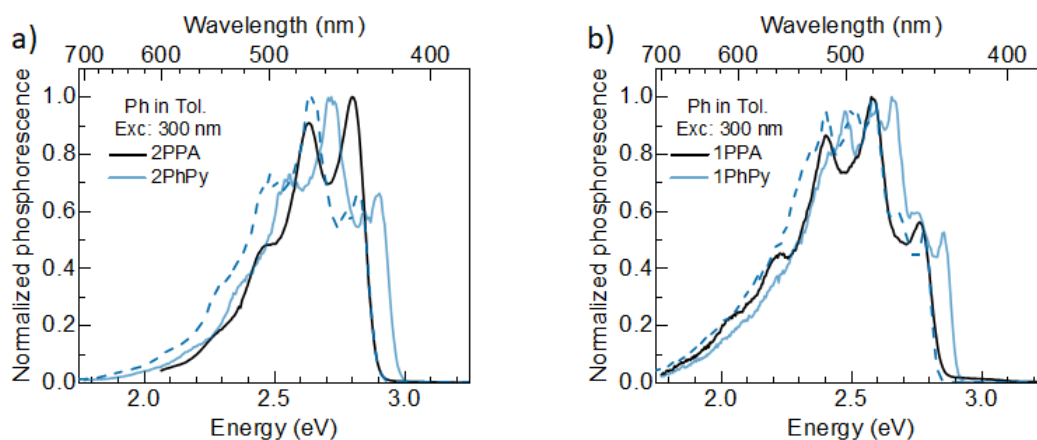 a)
Wavelength (nm)
700 600 500 400
Normalized phosphorescence
1.0
0.8
0.6
0.4
0.2
0.0
Ph in Tol.
Exc: 300 nm
2PPA
2PhPy
2.0 2.5 3.0
Energy (eV)
b)
Wavelength (nm)
700 600 500 400
Normalized phosphorescence
1.0
0.8
0.6
0.4
0.2
0.0
Ph in Tol.
Exc: 300 nm
1PPA
1PhPy
2.0 2.5 3.0
Energy (eV)